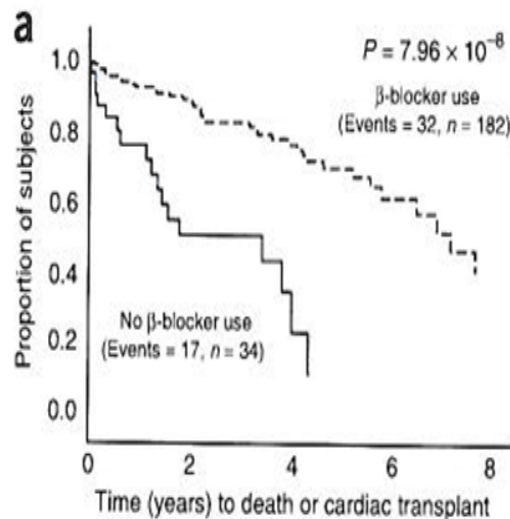 a
P = 7.96 × 10⁻⁸
β-blocker use
(Events = 32, n = 182)
1.0
0.8
0.6
0.4
0.2
0.0
Proportion of subjects
No β-blocker use
(Events = 17, n = 34)
0 2 4 6 8
Time (years) to death or cardiac transplant